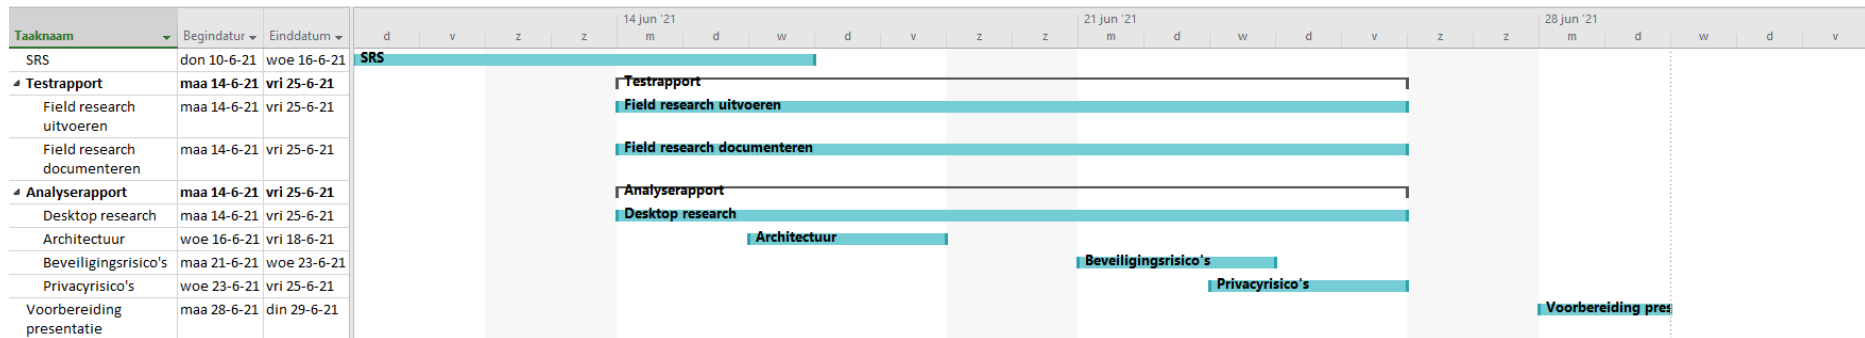 14 jun '21 21 jun '21 28 jun '21
Taaknaam Begindatur Einddatum d v z z m d w d v z z m d w d v z z m d w d v
SRS don 10-6-21 woe 16-6-21 SRS
Testrapport maa 14-6-21 vri 25-6-21 Testrapport
Field research maa 14-6-21 vri 25-6-21 Field research uitvoeren
uitvoeren
Field research maa 14-6-21 vri 25-6-21 Field research documenteren
documenteren
Analyserapport maa 14-6-21 vri 25-6-21 Analyserapport
Desktop research maa 14-6-21 vri 25-6-21 Desktop research
Architectuur woe 16-6-21 vri 18-6-21 Architectuur
Beveiligingsrisico's maa 21-6-21 woe 23-6-21 Beveiligingsrisico's
Privacyrisico's woe 23-6-21 vri 25-6-21 Privacyrisico's
Voorbereiding maa 28-6-21 din 29-6-21 Voorbereiding pres
presentatie